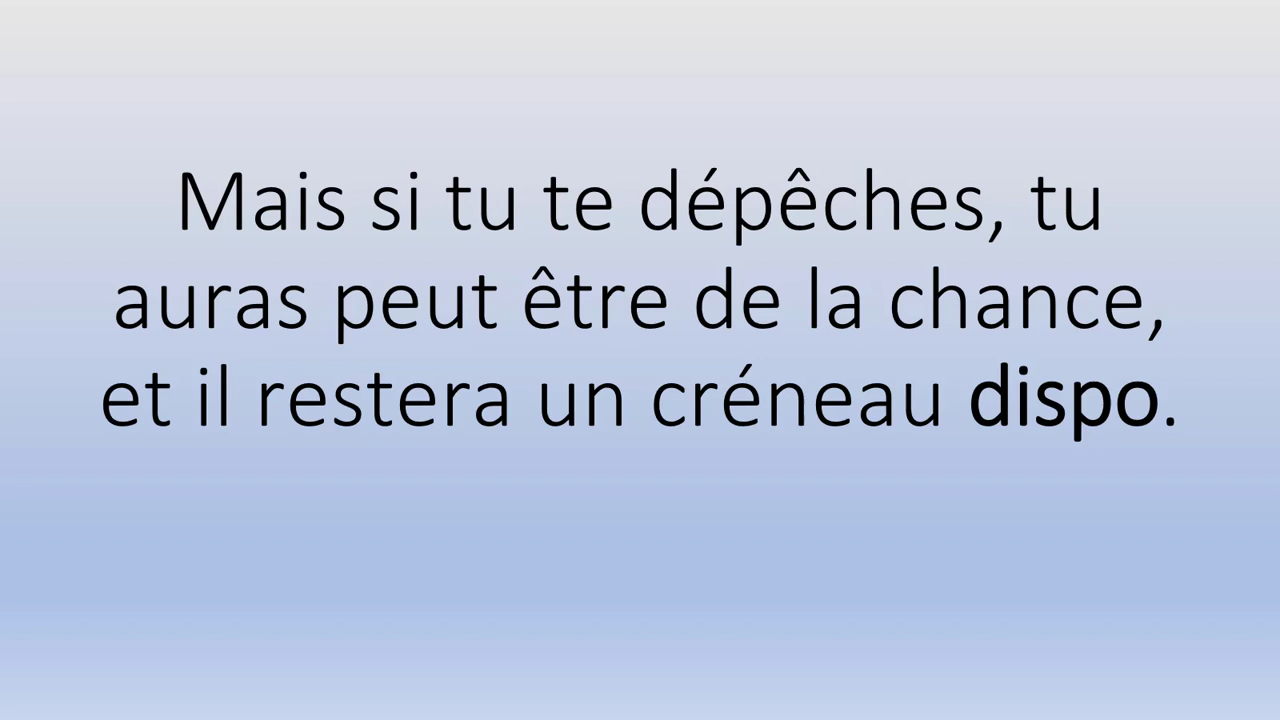 Mais si tu te dépêches, tu
auras peut être de la chance,
et il restera un créneau dispo.